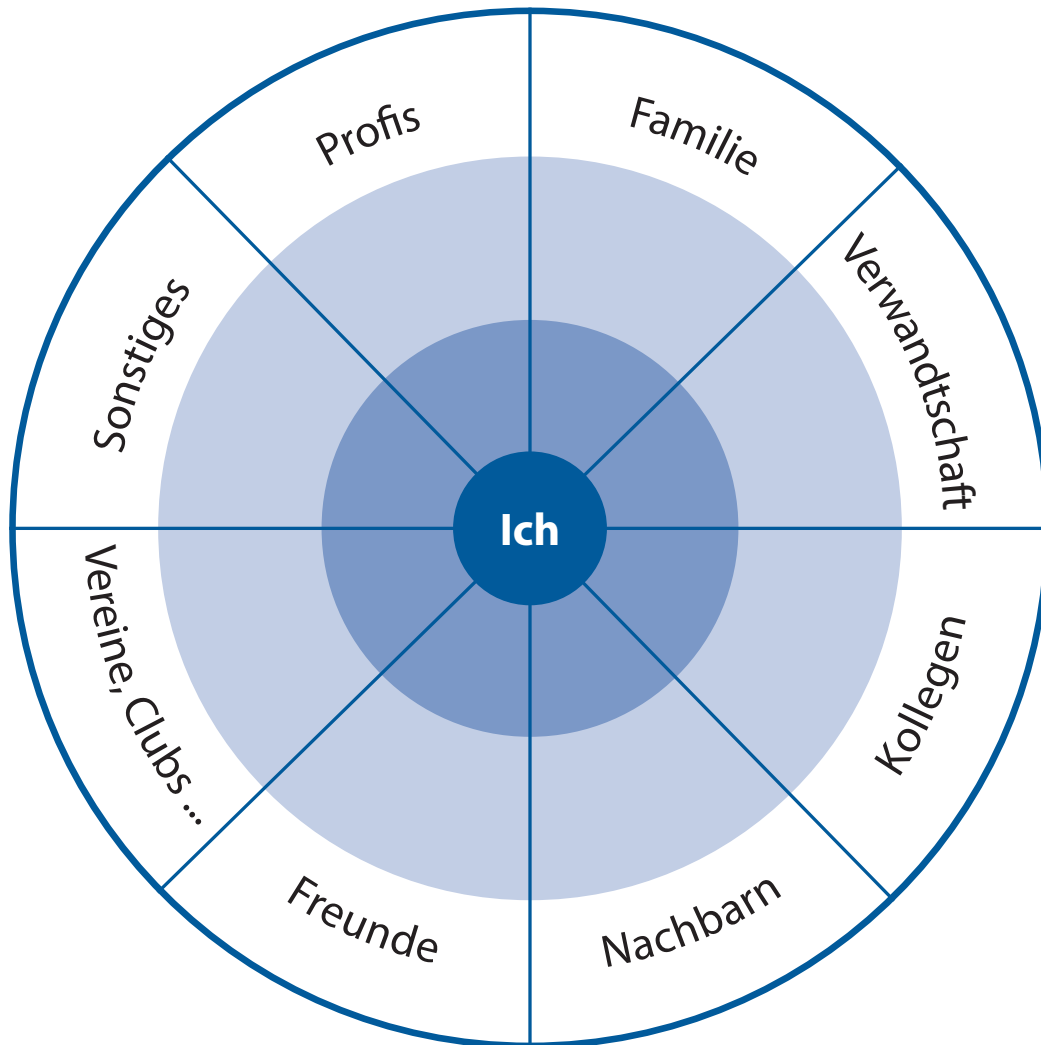 Profis
Familie
Sonstiges
Verwandtschaft
Ich
Vereine, Clubs ...
Kollegen
Freunde
Nachbarn